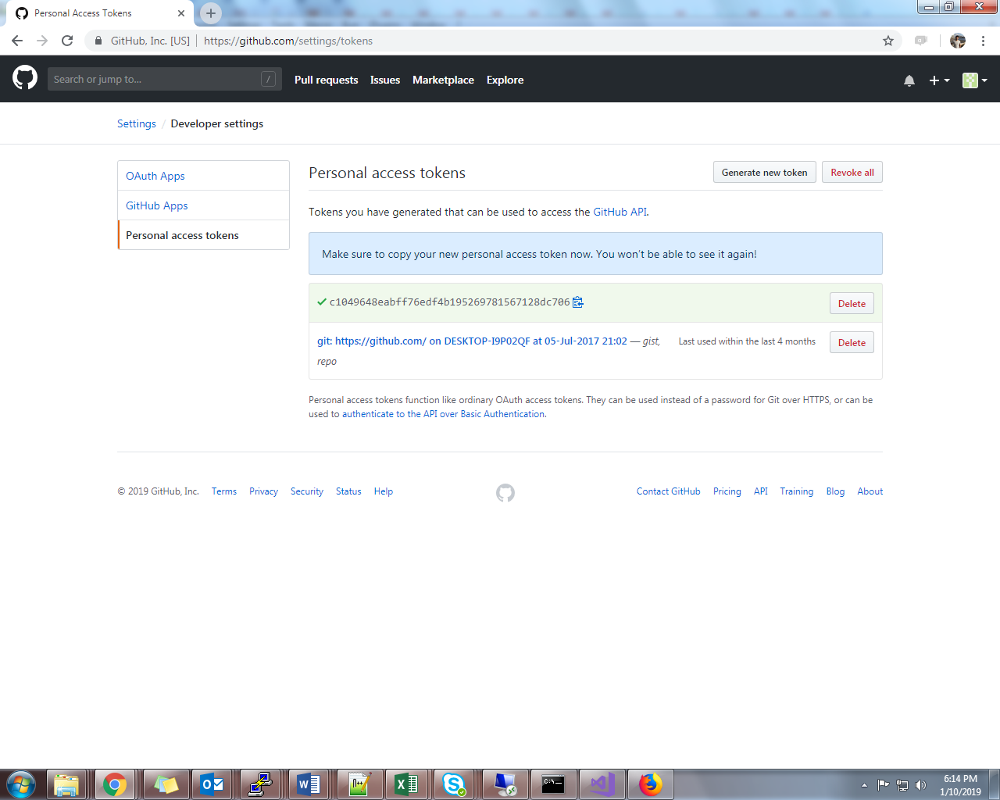 Personal Access Tokens
GitHub, Inc. [US] https://github.com/settings/tokens
Search or jump to... / Pull requests Issues Marketplace Explore
Settings / Developer settings
OAuth Apps
GitHub Apps
Personal access tokens
Personal access tokens Generate new token Revoke all
Tokens you have generated that can be used to access the GitHub API.
Make sure to copy your new personal access token now. You won't be able to see it again!
c1049648eabff76edf4b195269781567128dc706 Delete
git: https://github.com/ on DESKTOP-I9P02QF at 05-Jul-2017 21:02 — gist, Last used within the last 4 months Delete
repo
Personal access tokens function like ordinary OAuth access tokens. They can be used instead of a password for Git over HTTPS, or can be
used to authenticate to the API over Basic Authentication.
© 2019 GitHub, Inc. Terms Privacy Security Status Help Contact GitHub Pricing API Training Blog About
6:14 PM
1/10/2019